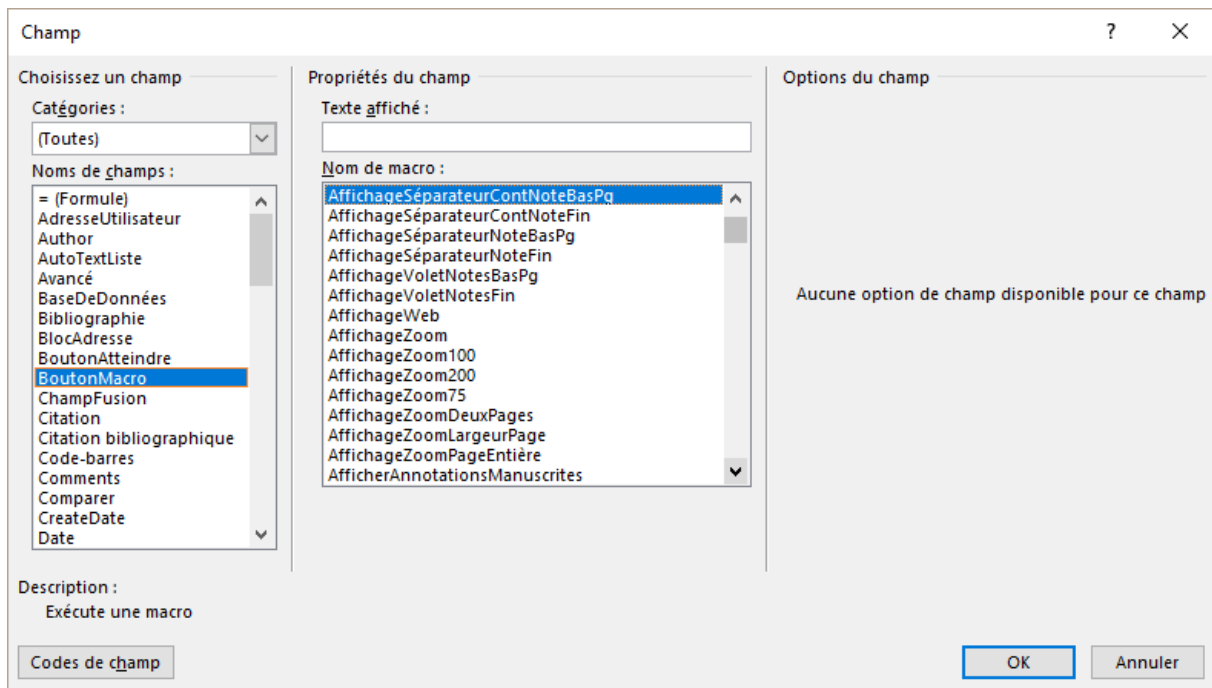 Champ
?
Choisissez un champ
Catégories :
(Toutes)
Noms de champs :
= (Formule)
AdresseUtilisateur
Author
AutoTextListe
Avancé
BaseDeDonnées
Bibliographie
BlocAdresse
BoutonAtteindre
BoutonMacro
ChampFusion
Citation
Citation bibliographique
Code-barres
Comments
Comparer
CreateDate
Date
Propriétés du champ
Texte affiché :
Nom de macro :
AffichageSéparateurContNoteBasPg
AffichageSéparateurContNoteFin
AffichageSéparateurNoteBasPg
AffichageSéparateurNoteFin
AffichageVoletNotesBasPg
AffichageVoletNotesFin
AffichageWeb
AffichageZoom
AffichageZoom100
AffichageZoom200
AffichageZoom75
AffichageZoomDeuxPages
AffichageZoomLargeurPage
AffichageZoomPageEntière
AfficherAnnotationsManuscrites
Options du champ
Aucune option de champ disponible pour ce champ
Description :
Exécute une macro
Codes de champ
OK
Annuler